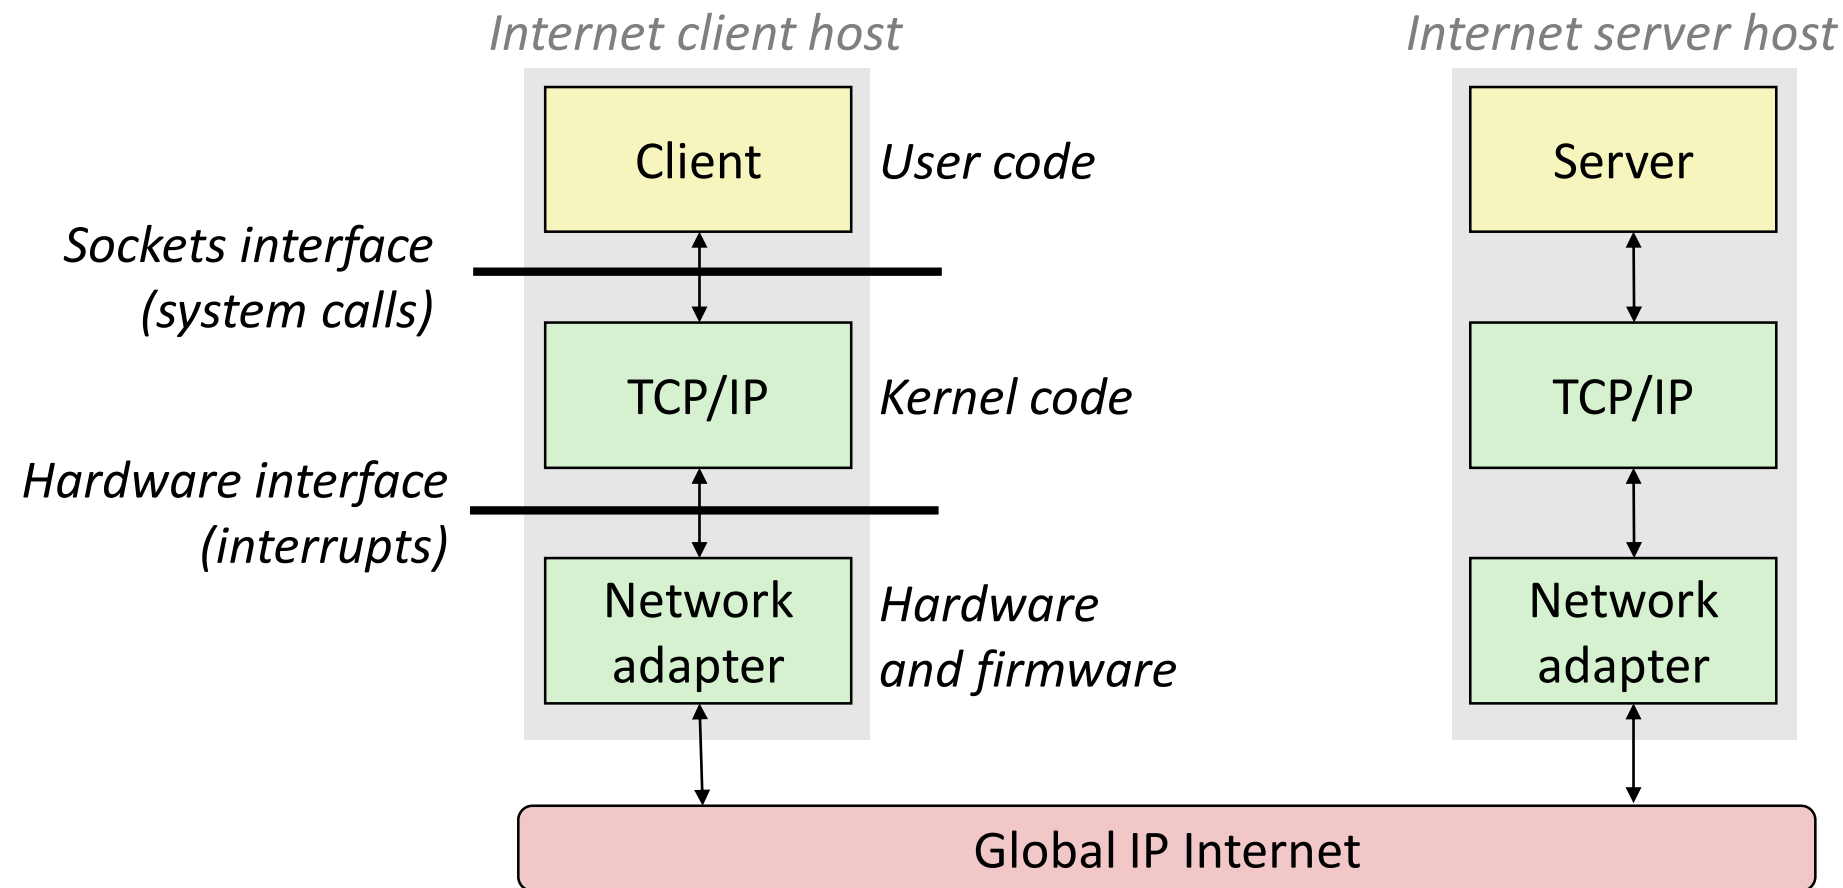 Internet client host
Internet server host
Client
User code
Server
Sockets interface
(system calls)
TCP/IP
Kernel code
TCP/IP
Hardware interface
(interrupts)
Network
adapter
Hardware
and firmware
Network
adapter
Global IP Internet